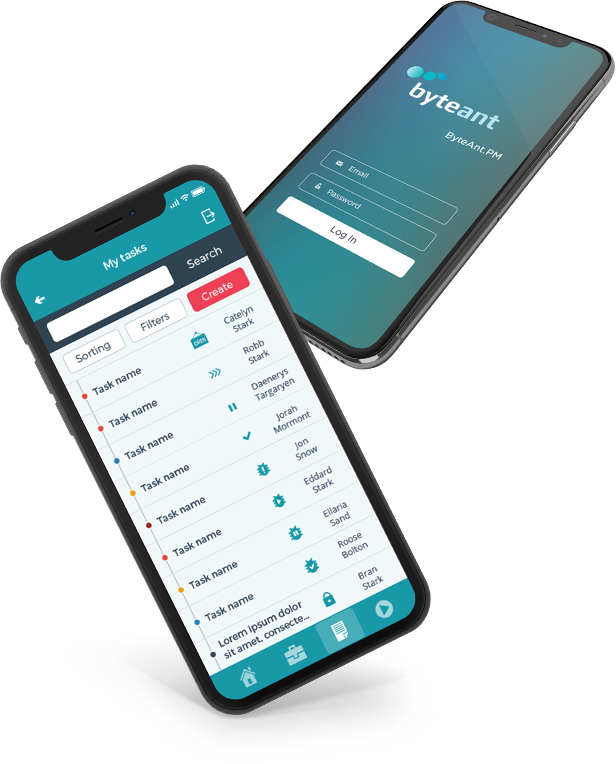 byteant
ByteAnt.PM
Email
Password
Log in
My tasks
Search
Sorting
Filters
Create
Task name
OPEN
Catelyn
Stark
Task name
Robb
Stark
Task name
Daenerys
Targaryen
Task name
Jorah
Mormont
Task name
Jon
Snow
Task name
Eddard
Stark
Task name
Ellaria
Sand
Task name
Roose
Bolton
Lorem ipsum dolor
sit amet, consecte...
Bran
Stark